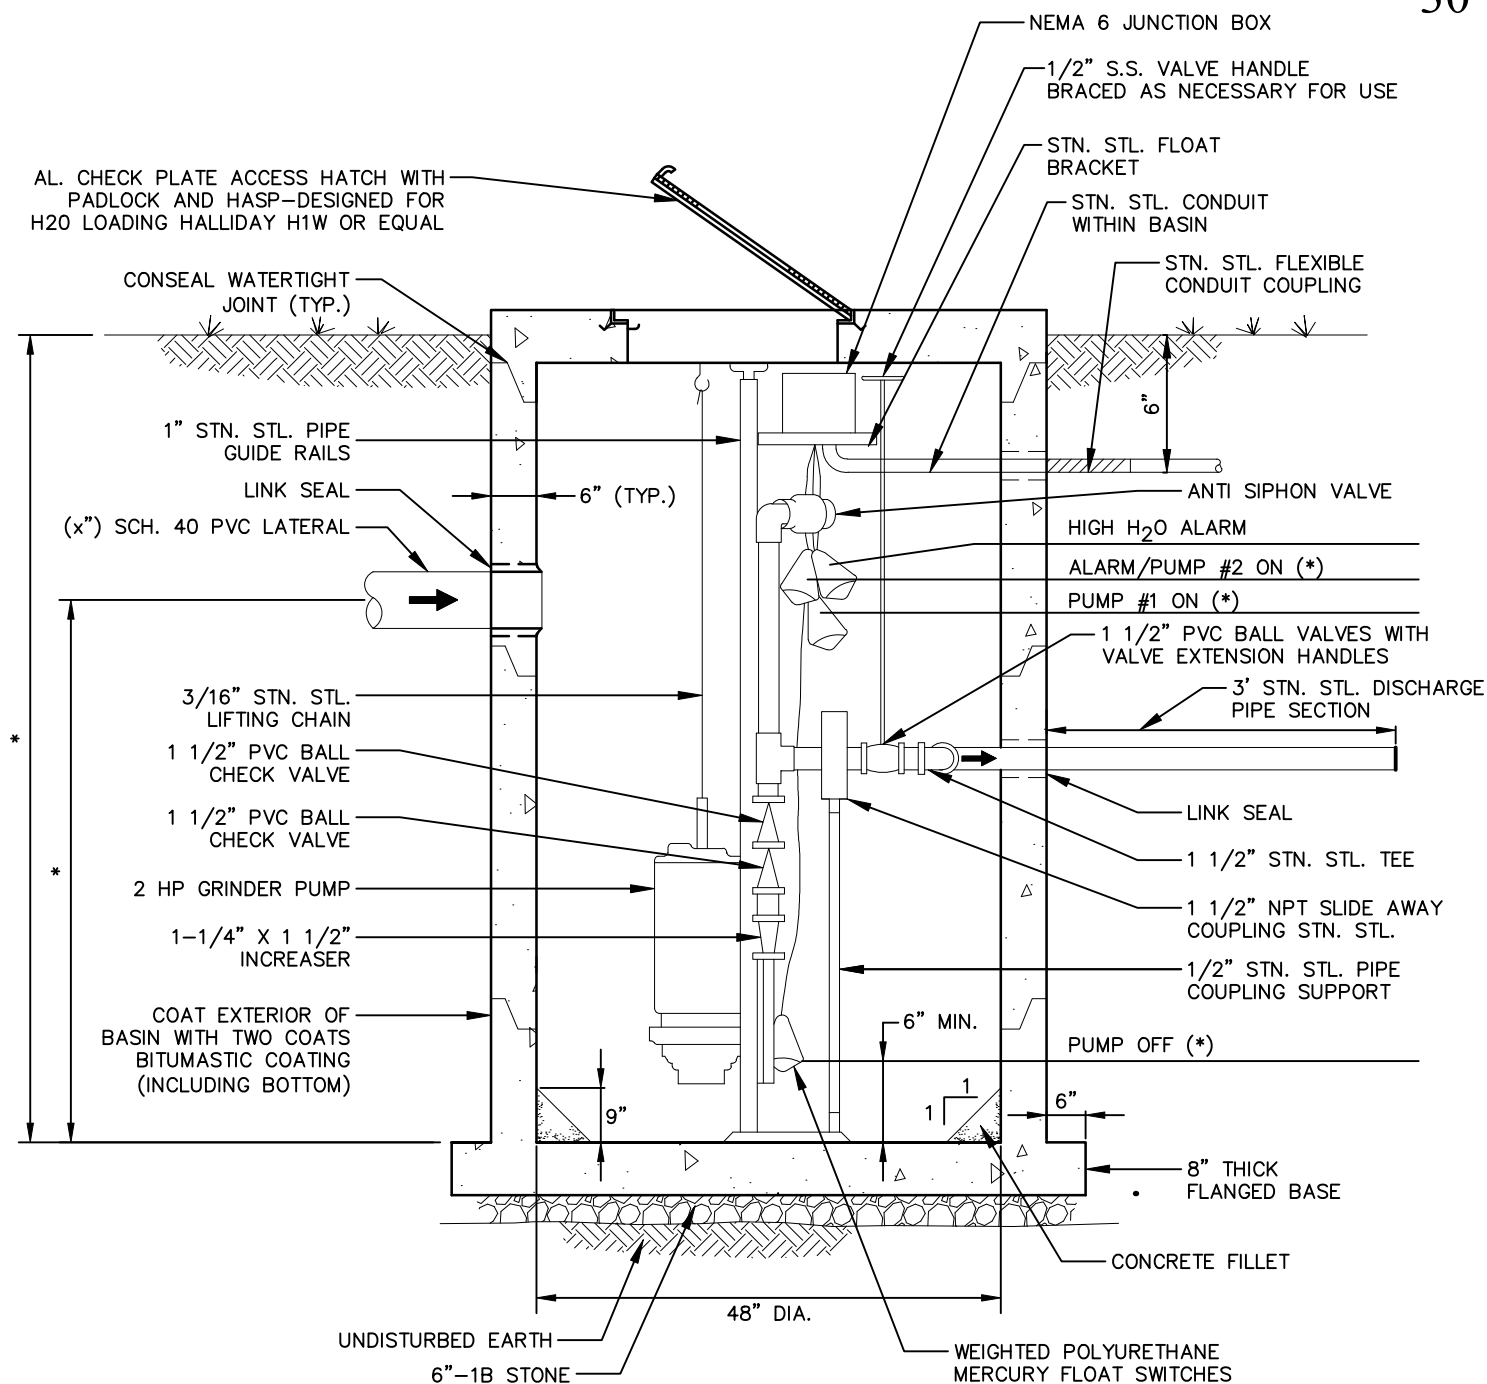 NEMA 6 JUNCTION BOX
1/2" S.S. VALVE HANDLE
BRACED AS NECESSARY FOR USE
STN. STL. FLOAT
BRACKET
STN. STL. CONDUIT
WITHIN BASIN
STN. STL. FLEXIBLE
CONDUIT COUPLING
AL. CHECK PLATE ACCESS HATCH WITH
PADLOCK AND HASP-DESIGNED FOR
H20 LOADING HALLIDAY H1W OR EQUAL
CONSEAL WATERTIGHT
JOINT (TYP.)
6"
1" STN. STL. PIPE
GUIDE RAILS
LINK SEAL
6" (TYP.)
(x") SCH. 40 PVC LATERAL
ANTI SIPHON VALVE
HIGH H2O ALARM
ALARM/PUMP #2 ON (*)
PUMP #1 ON (*)
1 1/2" PVC BALL VALVES WITH
VALVE EXTENSION HANDLES
3' STN. STL. DISCHARGE
PIPE SECTION
3/16" STN. STL.
LIFTING CHAIN
*
1 1/2" PVC BALL
CHECK VALVE
1 1/2" PVC BALL
CHECK VALVE
LINK SEAL
1 1/2" STN. STL. TEE
*
2 HP GRINDER PUMP
1 1/2" NPT SLIDE AWAY
COUPLING STN. STL.
1-1/4" X 1 1/2"
INCREASER
1/2" STN. STL. PIPE
COUPLING SUPPORT
COAT EXTERIOR OF
BASIN WITH TWO COATS
BITUMASTIC COATING
(INCLUDING BOTTOM)
6" MIN.
PUMP OFF (*)
9"
1
1
6"
8" THICK
FLANGED BASE
CONCRETE FILLET
48" DIA.
UNDISTURBED EARTH
6"-1B STONE
WEIGHTED POLYURETHANE
MERCURY FLOAT SWITCHES